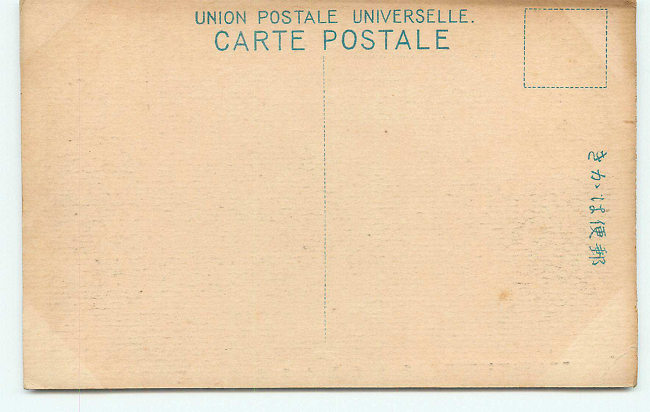 UNION POSTALE UNIVERSELLE.
CARTE POSTALE
郵便はかき